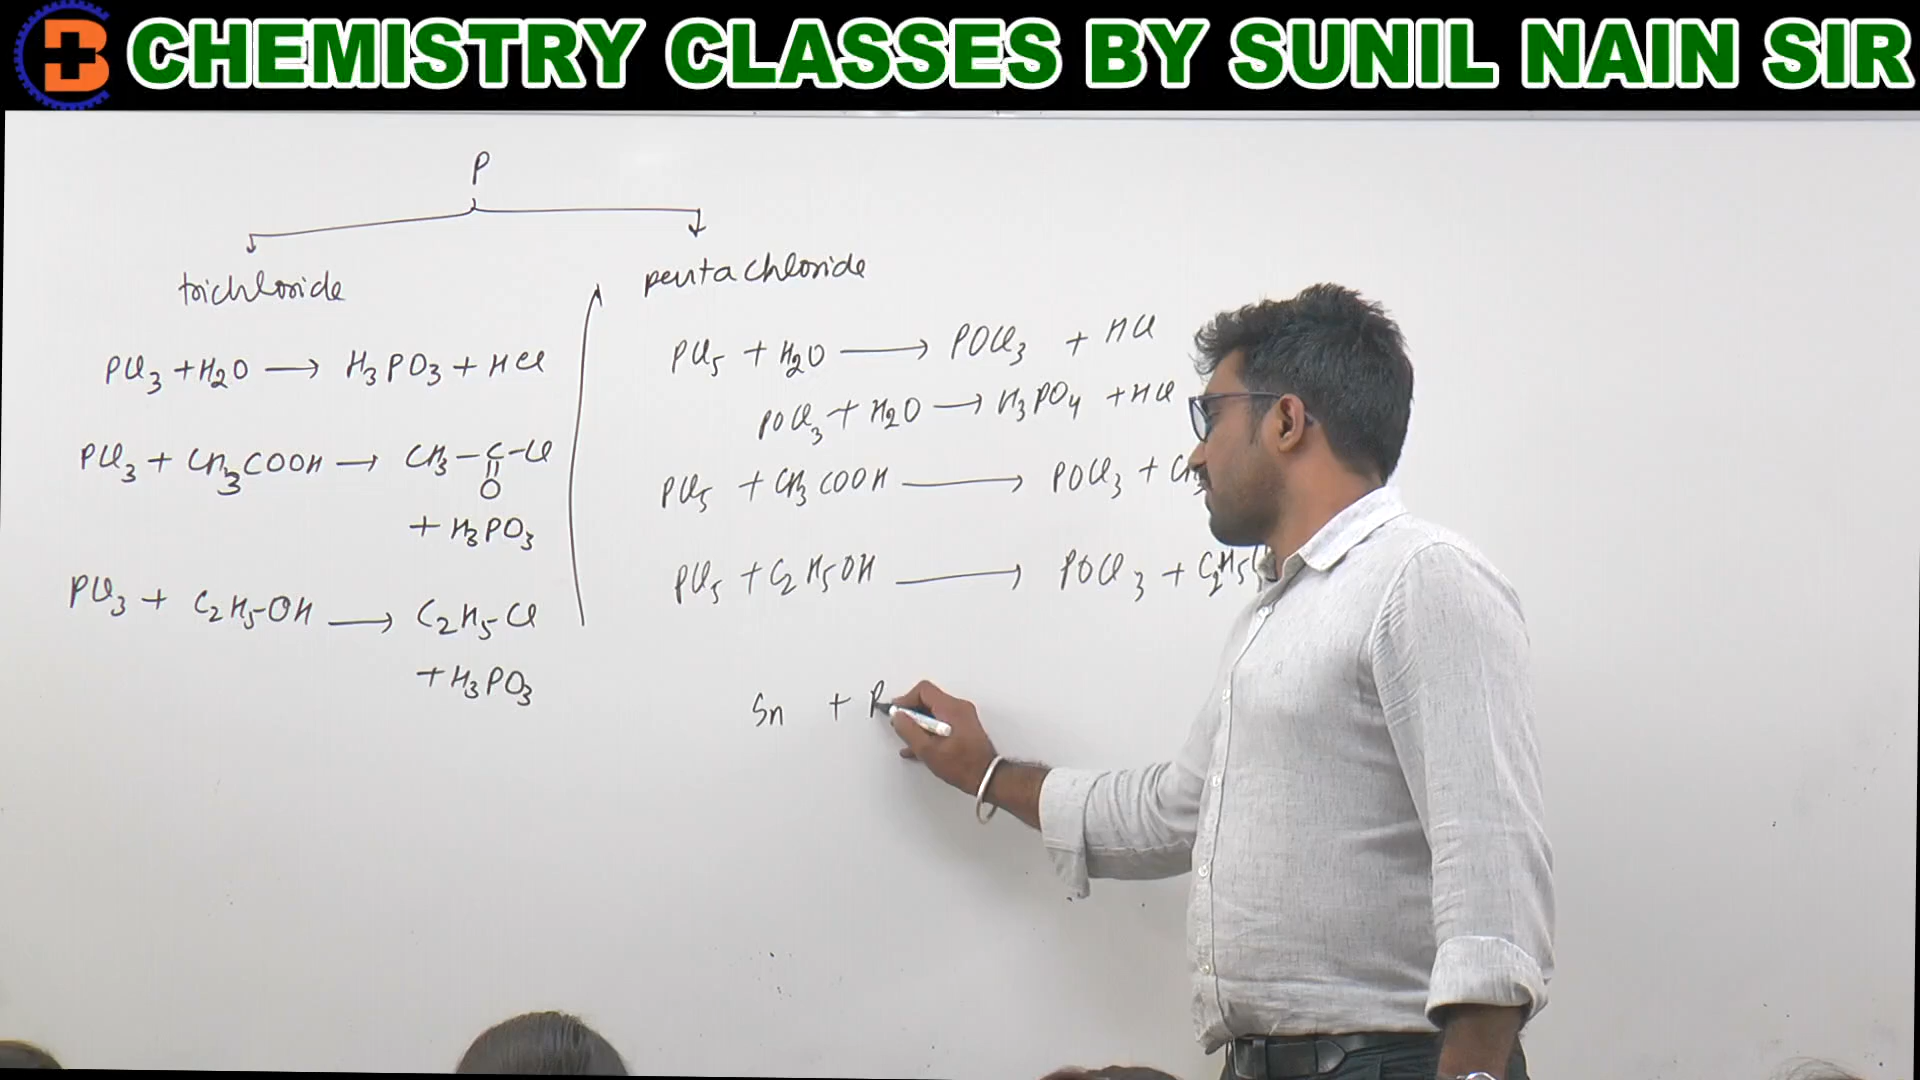 CHEMISTRY CLASSES BY SUNIL NAIN SIR
P
trichloride
PCl3 + H2O → H3PO3 + HCl
PCl3 + CH3COOH → CH3-C-Cl
O
+ H3PO3
PCl3 + C2H5-OH → C2H5-Cl
+ H3PO3
pentachloride
PCl5 + H2O → POCl3 + HCl
POCl3 + H2O → H3PO4 + HCl
PCl5 + CH3COOH → POCl3 + CH3
PCl5 + C2H5OH → POCl3 + C2H5
Sn + P